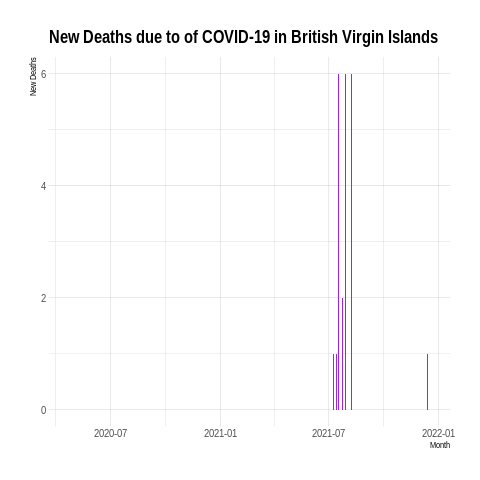 New Deaths due to of COVID-19 in British Virgin Islands
New Deaths
6
4
2
0
2020-07
2021-01
2021-07
2022-01
Month